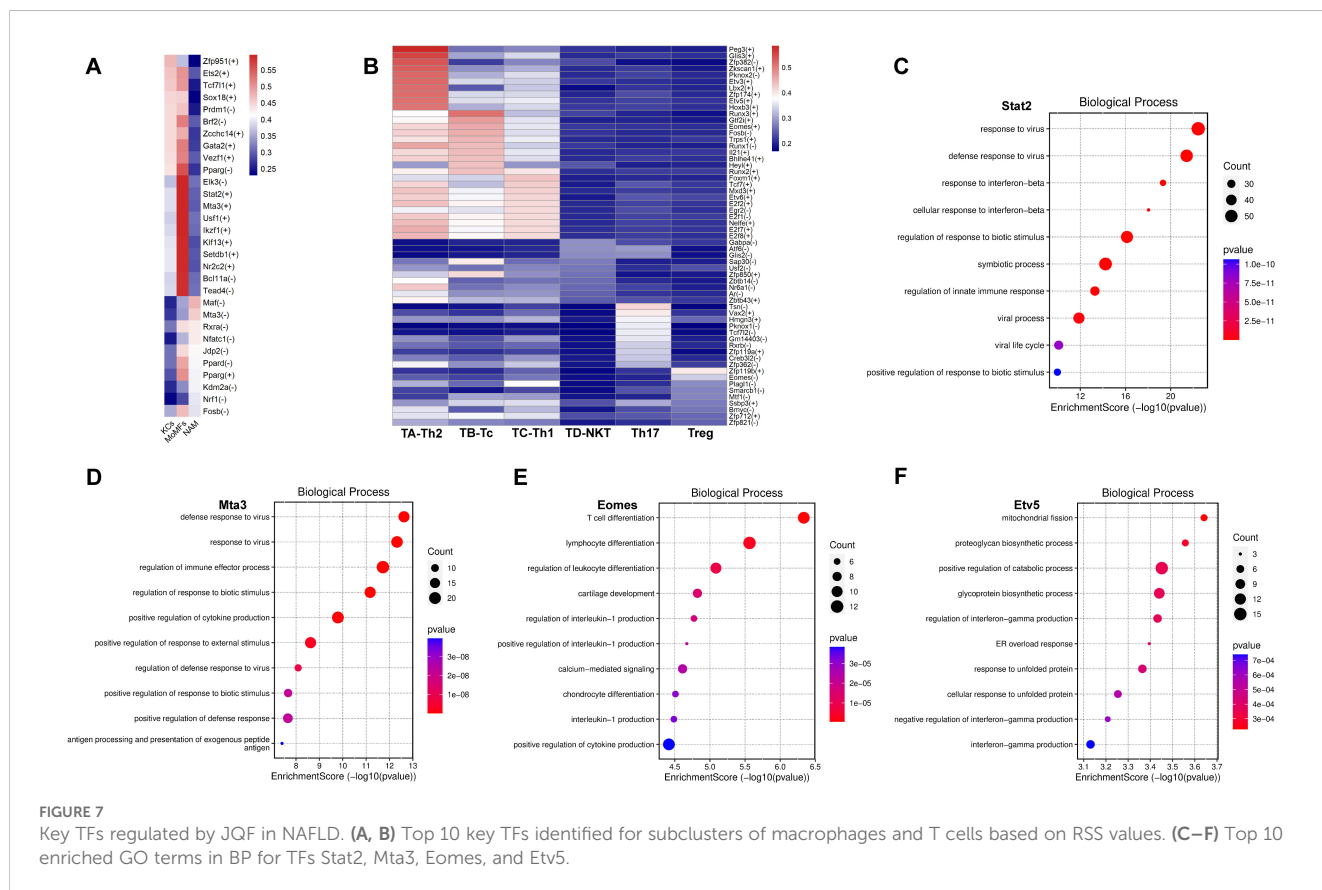 A
Zfp951(+)
Ets2(+)
Tcf7l1(+)
Sox18(+)
Prdm1(-)
Brf2(-)
Zcchc14(+)
Gata2(+)
Vezf1(+)
Pparg(-)
Elk3(-)
Stat2(+)
Mta3(+)
Usf1(+)
Ikzf1(+)
Klf13(+)
Setdb1(+)
Nr2c2(+)
Bcl11a(-)
Tead4(-)
Maf(-)
Mta3(-)
Rxra(-)
Nfatc1(-)
Jdp2(-)
Ppard(-)
Pparg(+)
Kdm2a(-)
Nrf1(-)
Fosb(-)
KCs
MoMFs
NAM
0.55
0.50
0.45
0.40
0.35
0.30
0.25
B
Peg3(+)
Glis3(+)
Zfp382(-)
Zkscan1(+)
Pknox2(-)
Etv3(+)
Lbx2(+)
Zfp174(+)
Etv5(+)
Hoxb3(+)
Runx3(+)
Gtf2i(+)
Eomes(+)
Fosb(-)
Trps1(+)
Runx1(-)
Il21(+)
Bhlhe41(+)
Heyl(+)
Runx2(+)
Foxm1(+)
Tcf7(+)
Mxd3(+)
Etv6(+)
E2f2(+)
Egr2(-)
E2f1(-)
Nelfe(+)
E2f7(+)
E2f8(+)
Gabpa(-)
Atf6(-)
Glis2(-)
Sap30(-)
Usf2(-)
Zfp850(+)
Zbtb14(-)
Nr6a1(-)
Ar(-)
Zbtb43(+)
Tsn(-)
Vax2(+)
Hmgn3(+)
Pknox1(-)
Tcf7l2(-)
Gm14403(-)
Rxrb(-)
Zfp119a(+)
Creb3l2(-)
Zfp362(-)
Zfp119b(+)
Eomes(-)
Plagl1(-)
Smarcb1(-)
Mtf1(-)
Ssbp3(+)
Bmyc(-)
Zfp712(+)
Zfp821(-)
TA-Th2 TB-Tc TC-Th1 TD-NKT Th17 Treg
0.5
0.4
0.3
0.2
C
Stat2
Biological Process
response to virus
defense response to virus
response to interferon-beta
cellular response to interferon-beta
regulation of response to biotic stimulus
symbiotic process
regulation of innate immune response
viral process
viral life cycle
positive regulation of response to biotic stimulus
12 16 20
EnrichmentScore (−log10(pvalue))
Count
30
40
50
pvalue
1.0e-10
7.5e-11
5.0e-11
2.5e-11
D
Mta3
Biological Process
defense response to virus
response to virus
regulation of immune effector process
regulation of response to biotic stimulus
positive regulation of cytokine production
positive regulation of response to external stimulus
regulation of defense response to virus
positive regulation of response to biotic stimulus
positive regulation of defense response
antigen processing and presentation of exogenous peptide
antigen
8 9 10 11 12 13
EnrichmentScore (−log10(pvalue))
Count
10
15
20
pvalue
3e-08
2e-08
1e-08
E
Eomes
Biological Process
T cell differentiation
lymphocyte differentiation
regulation of leukocyte differentiation
cartilage development
regulation of interleukin-1 production
positive regulation of interleukin-1 production
calcium-mediated signaling
chondrocyte differentiation
interleukin-1 production
positive regulation of cytokine production
4.5 5.0 5.5 6.0 6.5
EnrichmentScore (−log10(pvalue))
Count
6
8
10
12
pvalue
3e-05
2e-05
1e-05
F
Etv5
Biological Process
mitochondrial fission
proteoglycan biosynthetic process
positive regulation of catabolic process
glycoprotein biosynthetic process
regulation of interferon-gamma production
ER overload response
response to unfolded protein
cellular response to unfolded protein
negative regulation of interferon-gamma production
interferon-gamma production
3.1 3.2 3.3 3.4 3.5 3.6 3.7
EnrichmentScore (−log10(pvalue))
Count
3
6
9
12
15
pvalue
7e-04
6e-04
5e-04
4e-04
3e-04
FIGURE 7
Key TFs regulated by JQF in NAFLD. (A, B) Top 10 key TFs identified for subclusters of macrophages and T cells based on RSS values. (C–F) Top 10
enriched GO terms in BP for TFs Stat2, Mta3, Eomes, and Etv5.